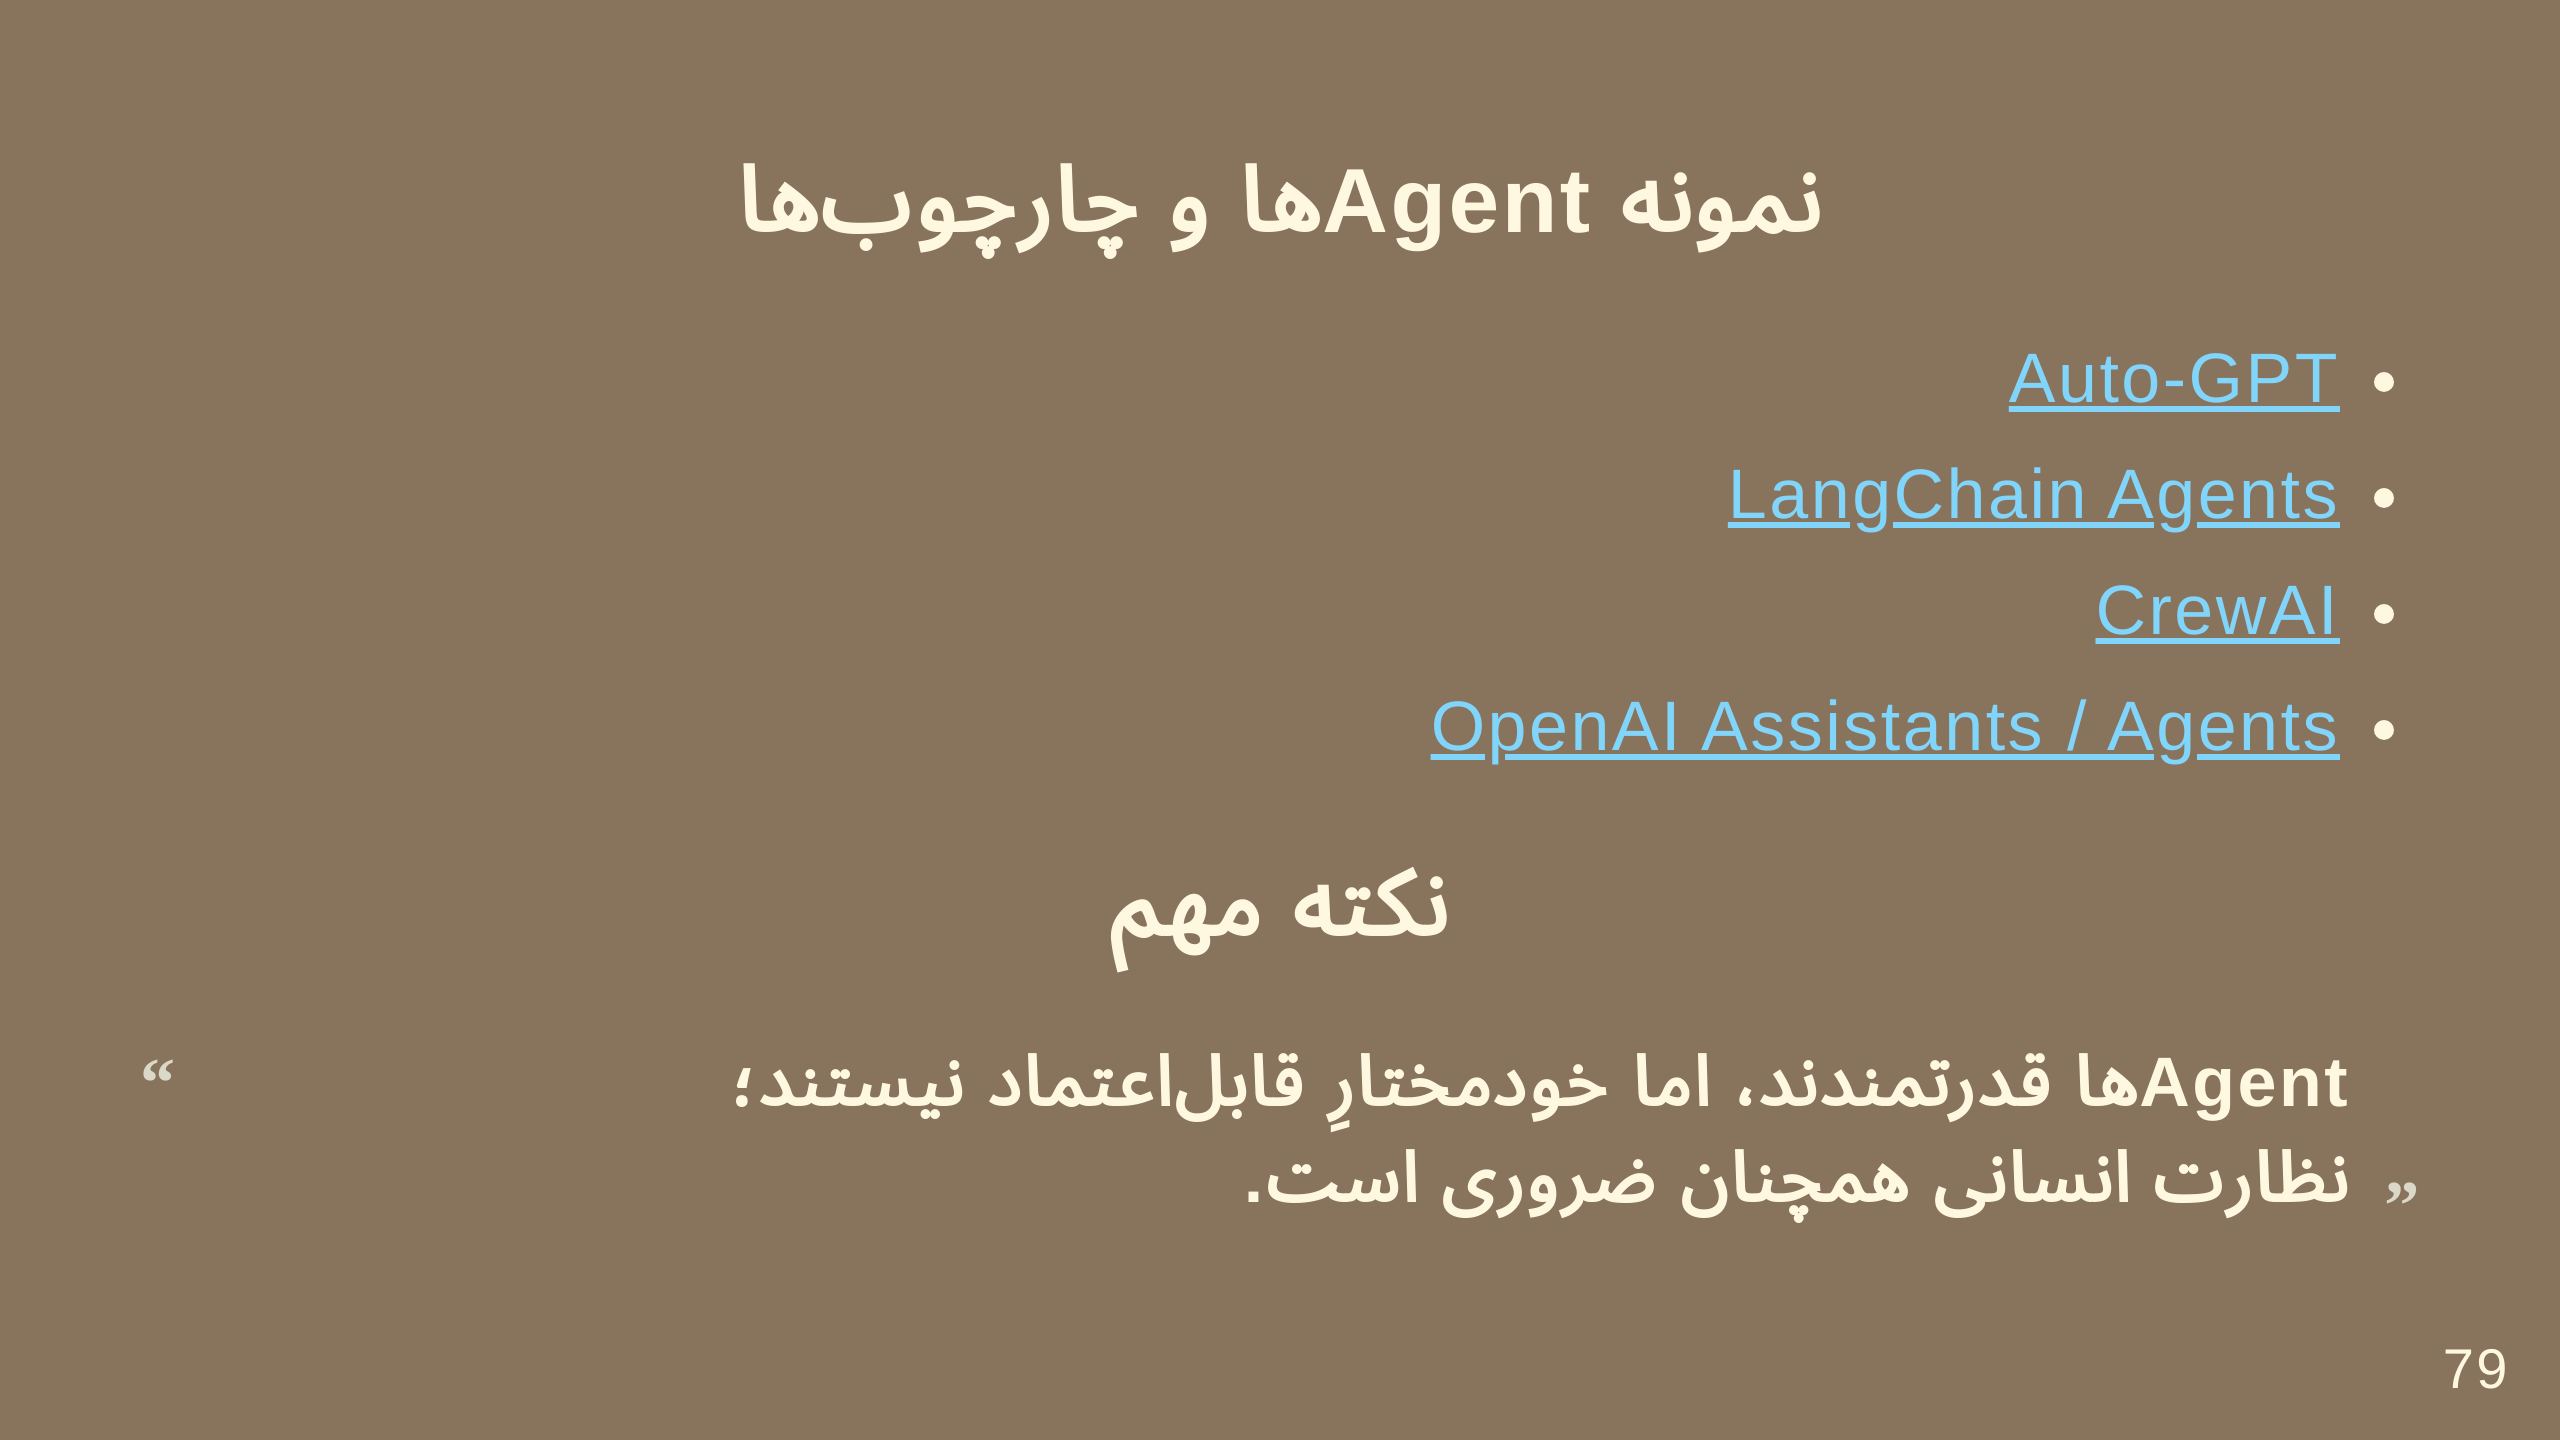 نمونه Agentها و چارچوب‌ها
• Auto-GPT
• LangChain Agents
• CrewAI
• OpenAI Assistants / Agents
نکته مهم
“
Agentها قدرتمندند، اما خودمختارِ قابل‌اعتماد نیستند؛
نظارت انسانی همچنان ضروری است.
”
79